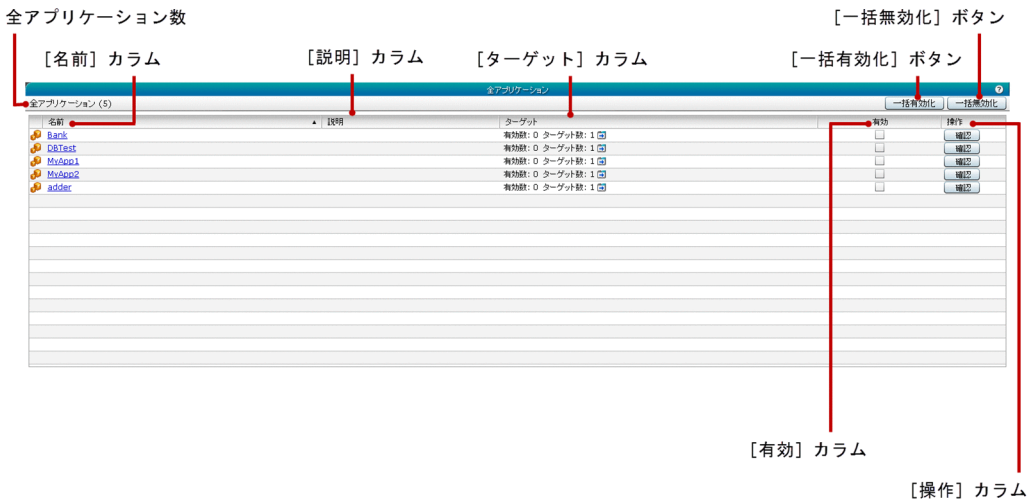 全アプリケーション数
［一括無効化］ボタン
［名前］カラム
［説明］カラム
［ターゲット］カラム
［一括有効化］ボタン
全アプリケーション
?
全アプリケーション (5)
一括有効化
一括無効化
名前 ▲ 説明 ターゲット 有効 操作
Bank 有効数: 0 ターゲット数: 1 確認
DBTest 有効数: 0 ターゲット数: 1 確認
MyApp1 有効数: 0 ターゲット数: 1 確認
MyApp2 有効数: 0 ターゲット数: 1 確認
adder 有効数: 0 ターゲット数: 1 確認
［有効］カラム
［操作］カラム